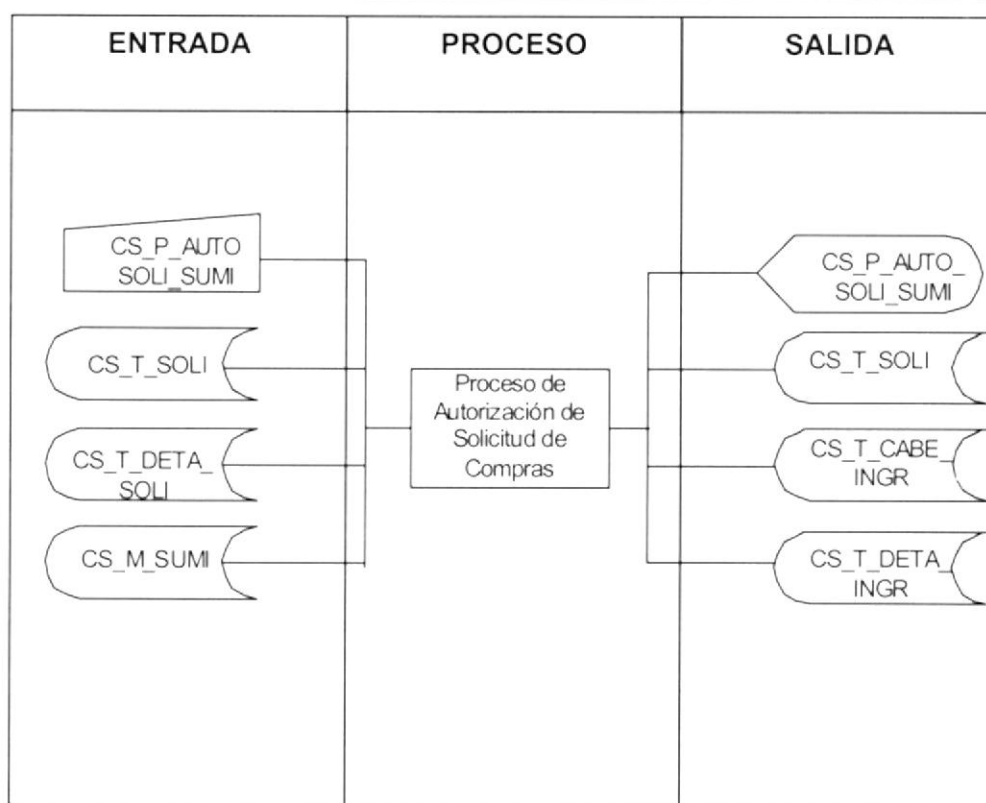 ENTRADA
PROCESO
SALIDA
CS_P_AUTO
SOLI_SUMI
CS_T_SOLI
CS_T_DETA_
SOLI
CS_M_SUMI
Proceso de
Autorización de
Solicitud de
Compras
CS_P_AUTO_
SOLI_SUMI
CS_T_SOLI
CS_T_CABE_
INGR
CS_T_DETA_
INGR